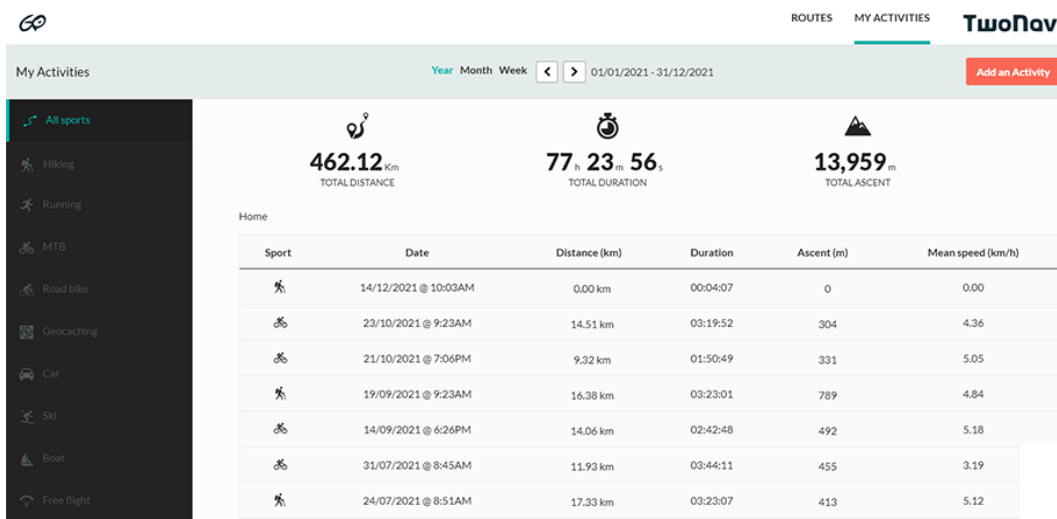 GO
ROUTES MY ACTIVITIES TwoNav
My Activities Year Month Week < > 01/01/2021 - 31/12/2021 Add an Activity
All sports
Hiking
Running
MTB
Road bike
Geocaching
Car
Ski
Boat
Free flight
462.12 Km
TOTAL DISTANCE
77 h 23 m 56 s
TOTAL DURATION
13,959 m
TOTAL ASCENT
Home
Sport Date Distance (km) Duration Ascent (m) Mean speed (km/h)
14/12/2021 @ 10:03AM 0.00 km 00:04:07 0 0.00
23/10/2021 @ 9:23AM 14.51 km 03:19:52 304 4.36
21/10/2021 @ 7:06PM 9.32 km 01:50:49 331 5.05
19/09/2021 @ 9:23AM 16.38 km 03:23:01 789 4.84
14/09/2021 @ 6:26PM 14.06 km 02:42:48 492 5.18
31/07/2021 @ 8:45AM 11.93 km 03:44:11 455 3.19
24/07/2021 @ 8:51AM 17.33 km 03:23:07 413 5.12